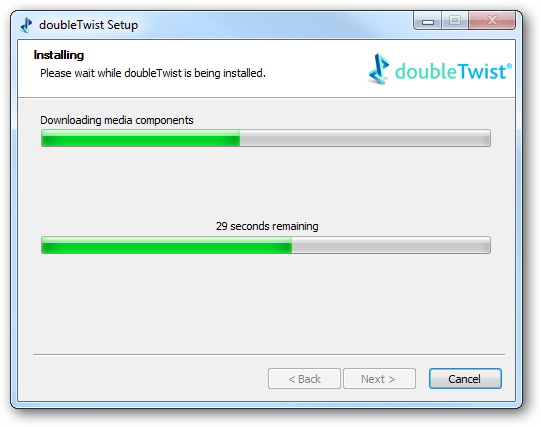 doubleTwist Setup
Installing
Please wait while doubleTwist is being installed.
doubleTwist®
Downloading media components
29 seconds remaining
< Back
Next >
Cancel